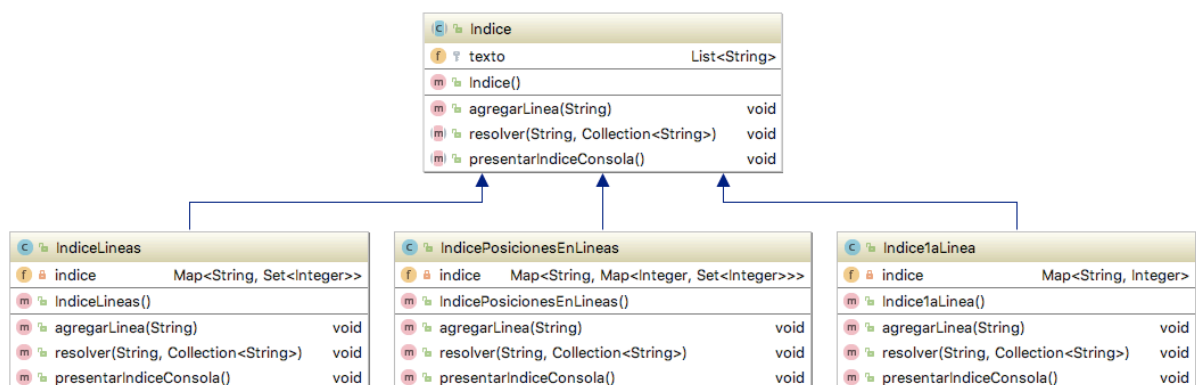 Indice
texto List<String>
Indice()
agregarLinea(String) void
resolver(String, Collection<String>) void
presentarIndiceConsola() void
IndiceLineas
indice Map<String, Set<Integer>>
IndiceLineas()
agregarLinea(String) void
resolver(String, Collection<String>) void
presentarIndiceConsola() void
IndicePosicionesEnLineas
indice Map<String, Map<Integer, Set<Integer>>>
IndicePosicionesEnLineas()
agregarLinea(String) void
resolver(String, Collection<String>) void
presentarIndiceConsola() void
Indice1aLinea
indice Map<String, Integer>
Indice1aLinea()
agregarLinea(String) void
resolver(String, Collection<String>) void
presentarIndiceConsola() void